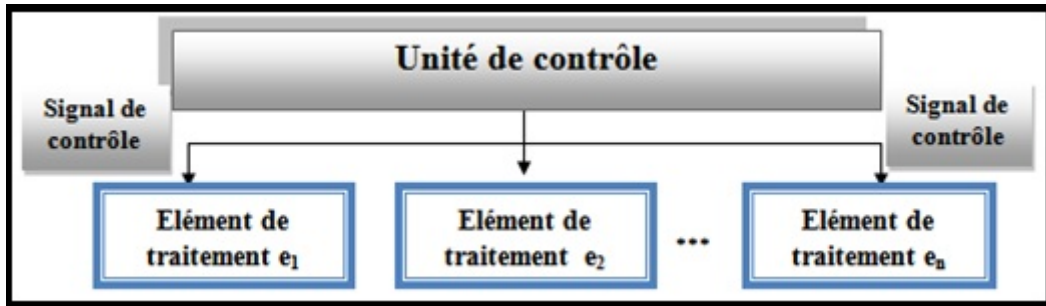 Unité de contrôle
Signal de
contrôle
Signal de
contrôle
Elément de
traitement e₁
Elément de
traitement e₂
...
Elément de
traitement eₙ